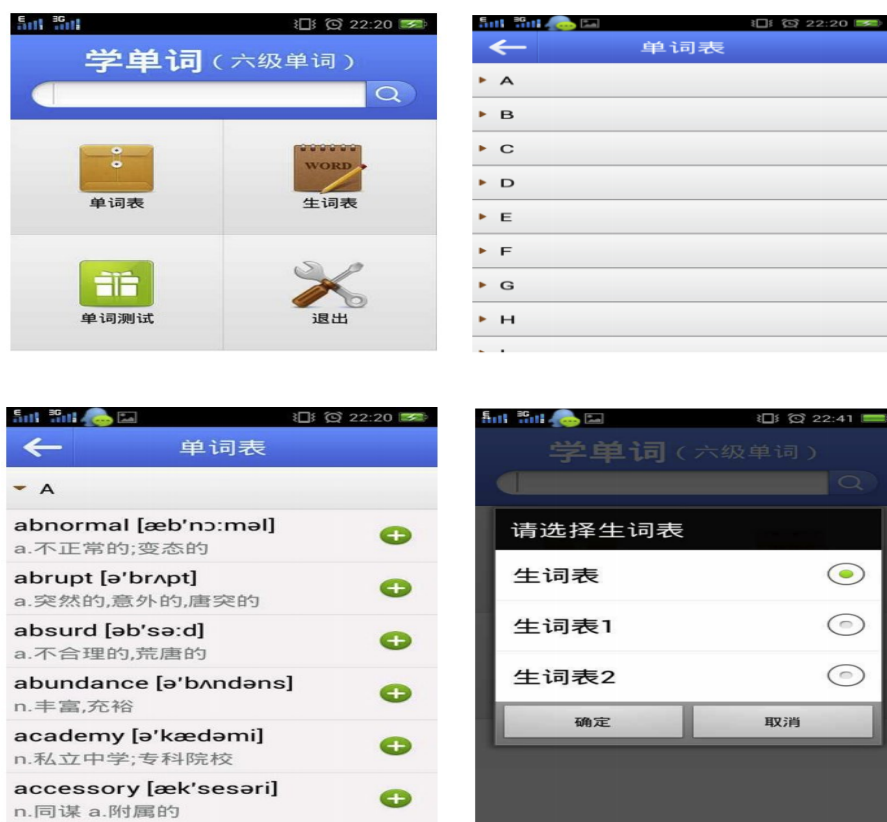 3G
22:20
学单词（六级单词）
WORD
单词表
生词表
单词测试
退出
3G
22:20
单词表
A
B
C
D
E
F
G
H
3G
22:20
单词表
A
abnormal [æb'nɔ:məl]
a.不正常的;变态的
abrupt [ə'brʌpt]
a.突然的,意外的,唐突的
absurd [əb'sə:d]
a.不合理的,荒唐的
abundance [ə'bʌndəns]
n.丰富,充裕
academy [ə'kædəmi]
n.私立中学;专科院校
accessory [æk'sesəri]
n.同谋 a.附属的
3G
22:41
学单词（六级单词）
请选择生词表
生词表
生词表1
生词表2
确定
取消